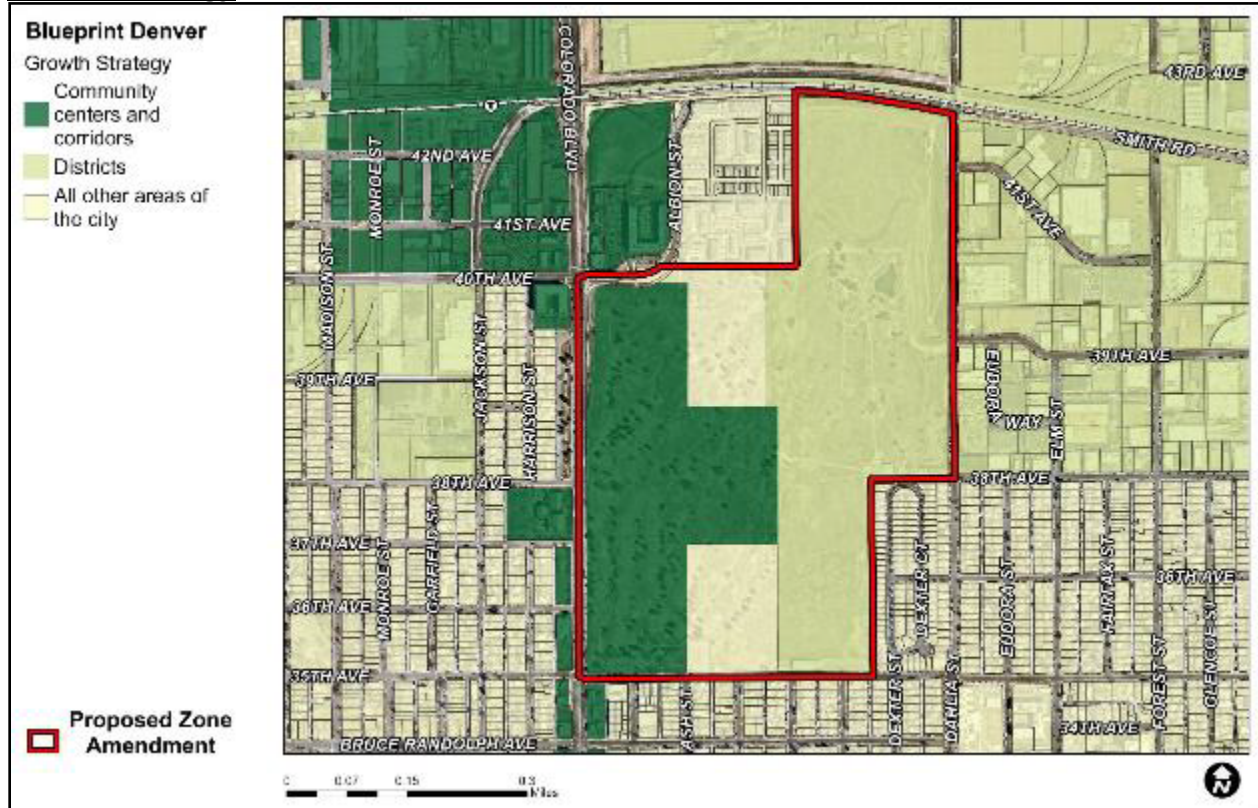 Blueprint Denver
Growth Strategy
Community
centers and
corridors
Districts
All other areas of
the city
Proposed Zone
Amendment
COLORADO BLVD
43RD AVE
SMITH RD
T
42ND AVE
MONROE ST
ALBION ST
41ST AVE
41ST AVE
40TH AVE
MADISON ST
JACKSON ST
HARRISON ST
39TH AVE
39TH AVE
EUDORA
WAY
ELM ST
38TH AVE
38TH AVE
37TH AVE
MONROE ST
GARFIELD ST
36TH AVE
36TH AVE
DEXTER CT
EUDORA ST
FAIRFAX ST
FOREST ST
GLENCOE ST
35TH AVE
ASH ST
DEXTER ST
DAHLIA ST
34TH AVE
BRUCE RANDOLPH AVE
0 0.07 0.15 0.3
Miles
N